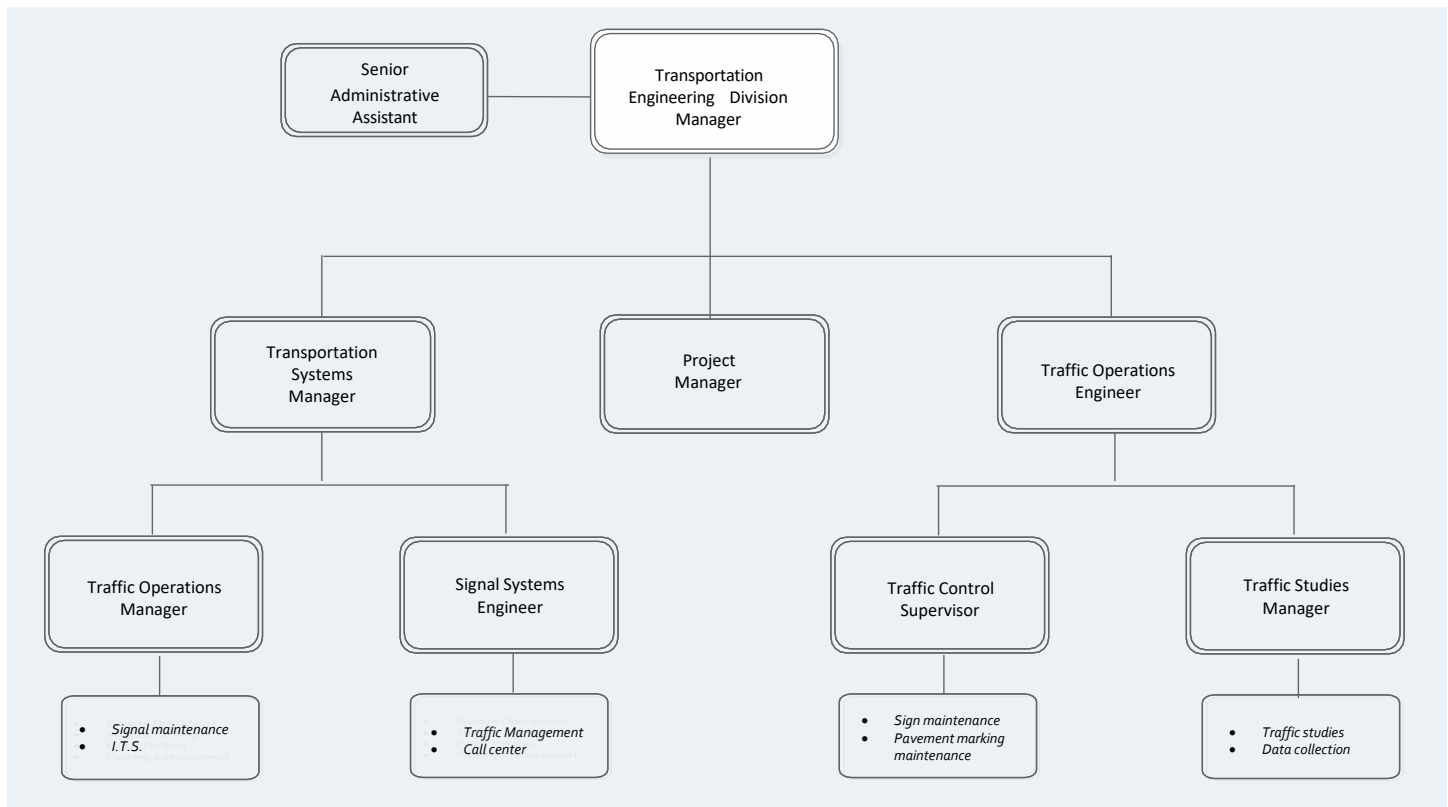 Senior
Administrative
Assistant
Transportation
Engineering Division
Manager
Transportation
Systems
Manager
Project
Manager
Traffic Operations
Engineer
Traffic Operations
Manager
Signal Systems
Engineer
Traffic Control
Supervisor
Traffic Studies
Manager
• Signal maintenance
• I.T.S.
• Traffic Management
• Call center
• Sign maintenance
• Pavement marking
maintenance
• Traffic studies
• Data collection